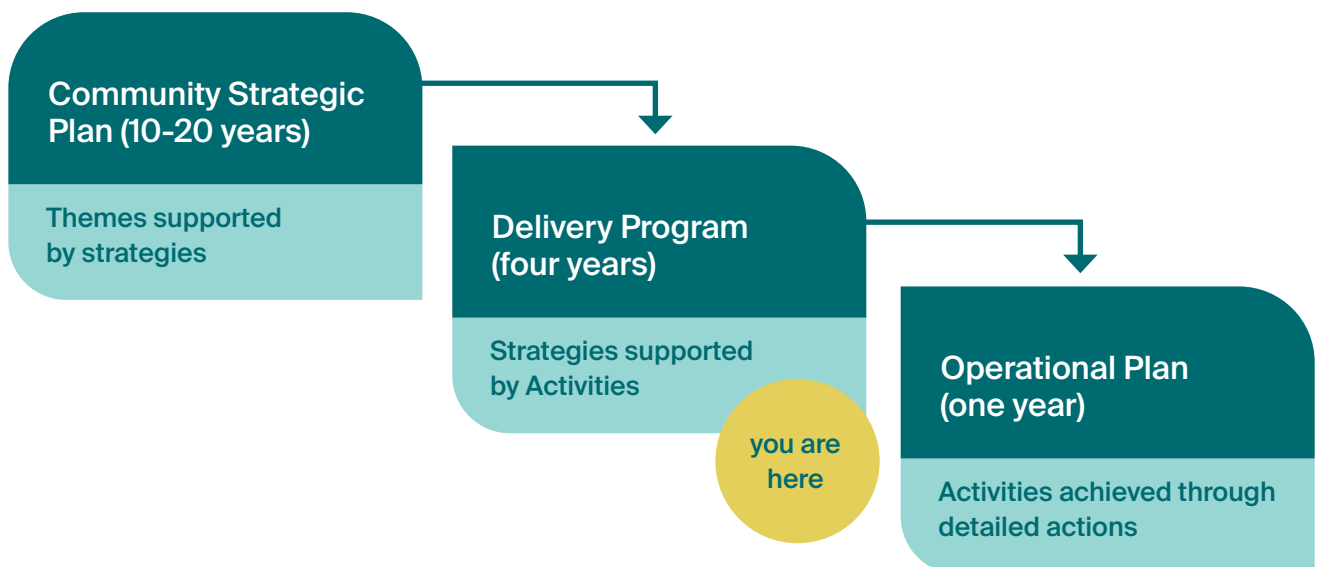 Community Strategic
Plan (10-20 years)
Themes supported
by strategies
Delivery Program
(four years)
Strategies supported
by Activities
you are
here
Operational Plan
(one year)
Activities achieved through
detailed actions